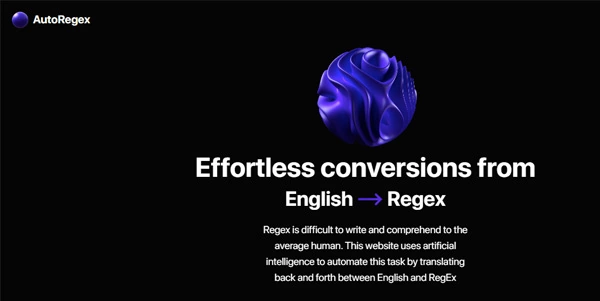 AutoRegex
Effortless conversions from
English → Regex
Regex is difficult to write and comprehend to the
average human. This website uses artificial
intelligence to automate this task by translating
back and forth between English and RegEx